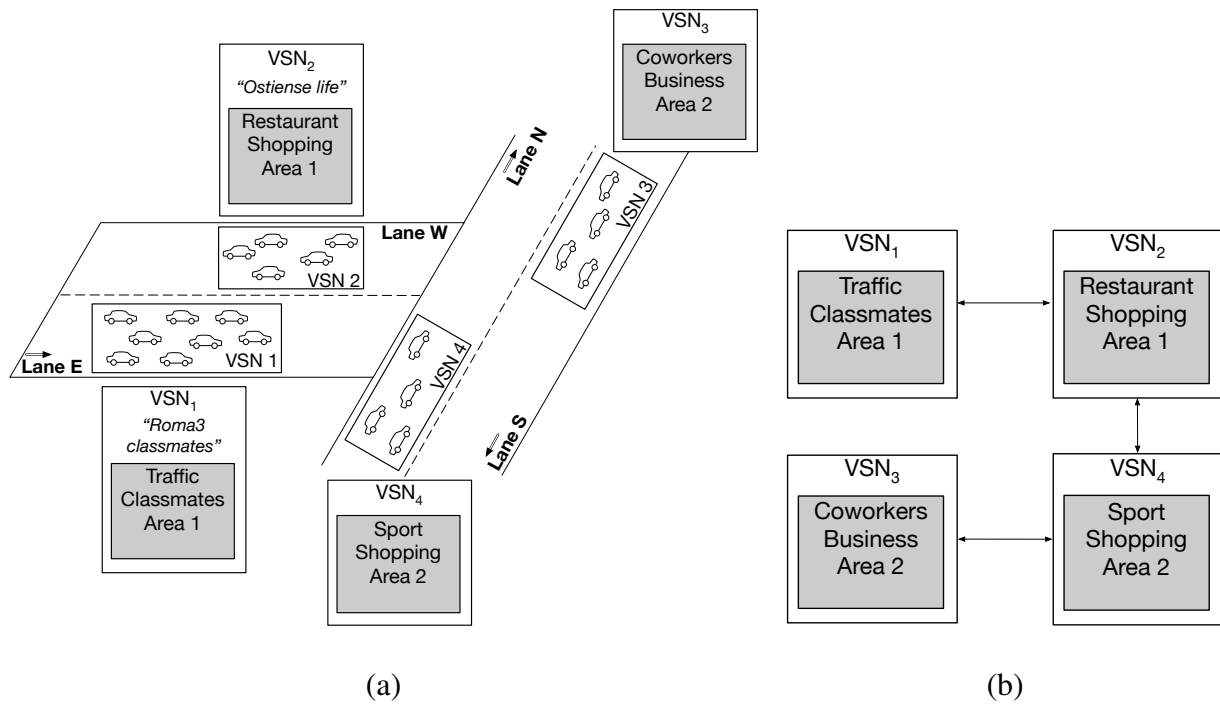 VSN2
“Ostiense life”
Restaurant
Shopping
Area 1
VSN3
Coworkers
Business
Area 2
Lane N
VSN 3
Lane W
VSN 2
VSN 1
Lane E
VSN 4
Lane S
VSN1
“Roma3
classmates”
Traffic
Classmates
Area 1
VSN4
Sport
Shopping
Area 2
(a)
VSN1
Traffic
Classmates
Area 1
VSN2
Restaurant
Shopping
Area 1
VSN3
Coworkers
Business
Area 2
VSN4
Sport
Shopping
Area 2
(b)